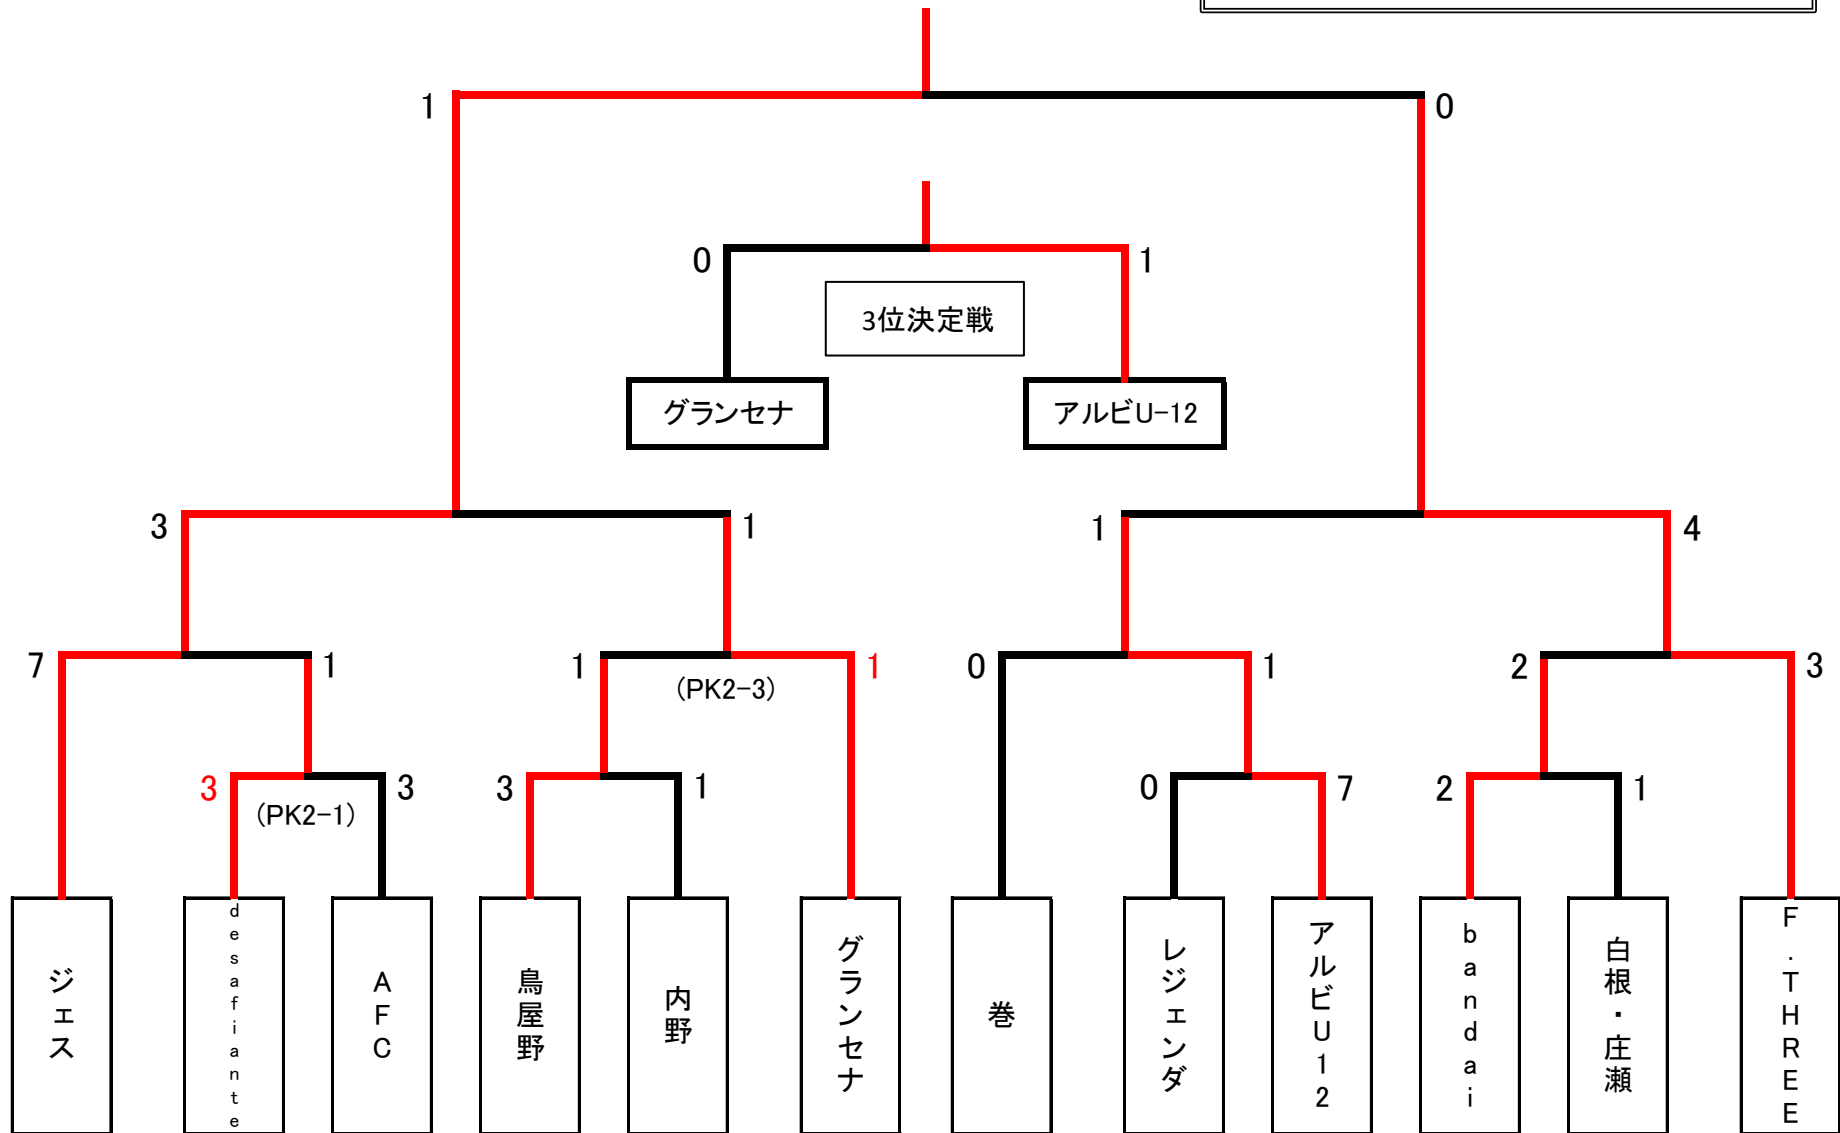 1
0
0
1
3位決定戦
グランセナ
アルビU-12
3
1
1
4
7
1
1
(PK2-3)
1
0
1
2
3
3
(PK2-1)
3
3
1
0
7
2
1
ジェス
desafiante
AFC
鳥屋野
内野
グランセナ
巻
レジェンダ
アルビU12
bandai
白根・庄瀬
F.THREE